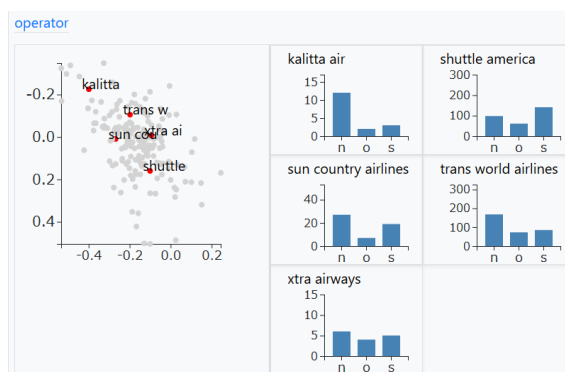 operator
kalitta
trans w
sun cou
xtra ai
shuttle
-0.2
0.0
0.2
0.4
-0.4 -0.2 0.0 0.2
kalitta air
15
10
5
0
n o s
shuttle america
300
200
100
0
n o s
sun country airlines
40
20
0
n o s
trans world airlines
300
200
100
0
n o s
xtra airways
15
10
5
0
n o s